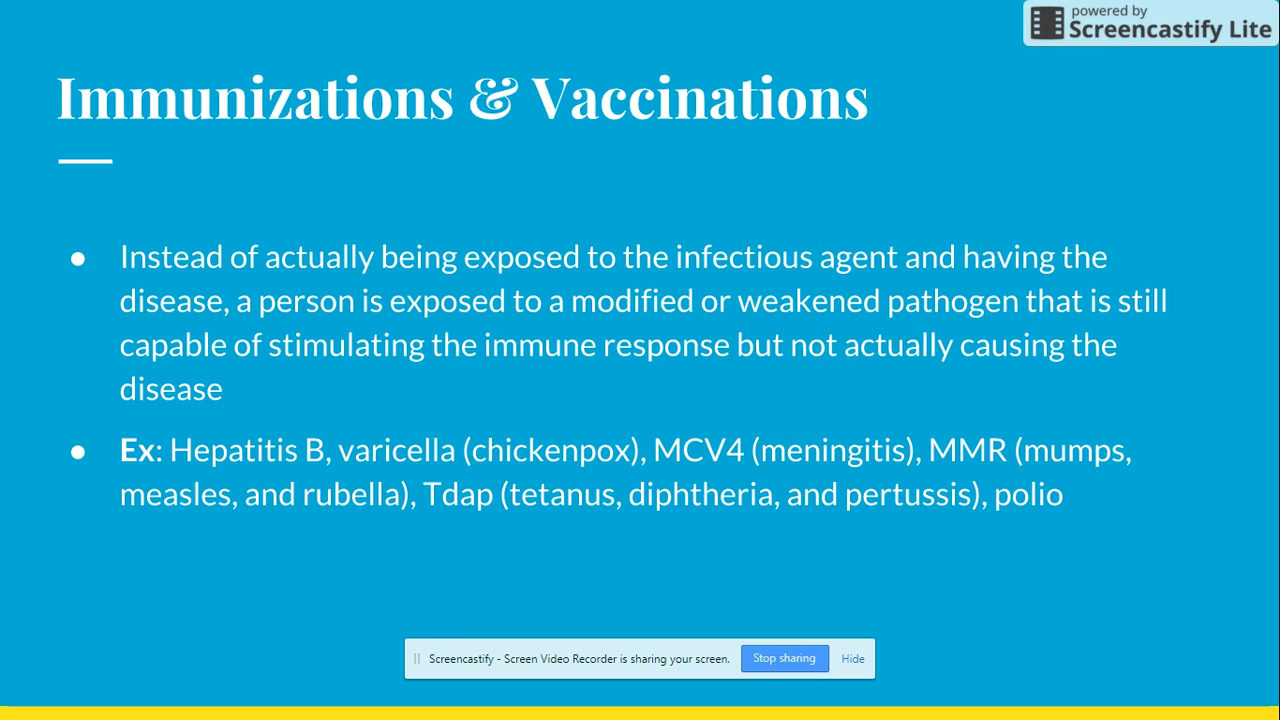 powered by
Screencastify Lite
Immunizations & Vaccinations
● Instead of actually being exposed to the infectious agent and having the
disease, a person is exposed to a modified or weakened pathogen that is still
capable of stimulating the immune response but not actually causing the
disease
● Ex: Hepatitis B, varicella (chickenpox), MCV4 (meningitis), MMR (mumps,
measles, and rubella), Tdap (tetanus, diphtheria, and pertussis), polio
Screencastify - Screen Video Recorder is sharing your screen. Stop sharing Hide